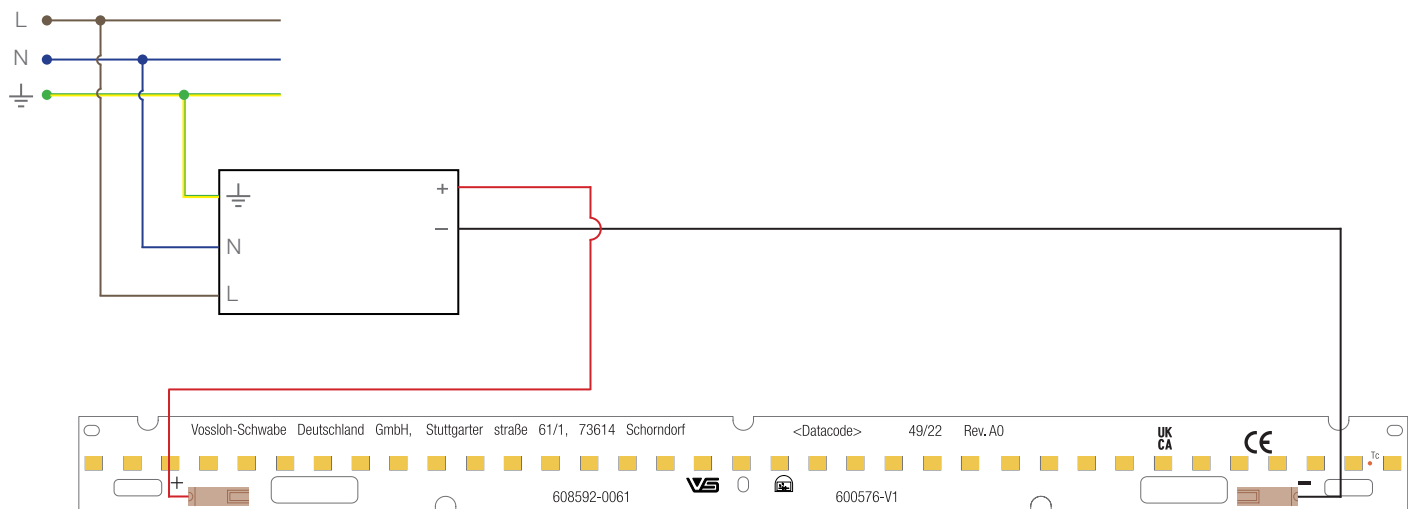 L
N
+
−
N
L
Vossloh-Schwabe Deutschland GmbH, Stuttgarter straße 61/1, 73614 Schorndorf <Datacode> 49/22 Rev. A0
UK
CA
CE
Tc
+
−
608592-0061
VS
600576-V1